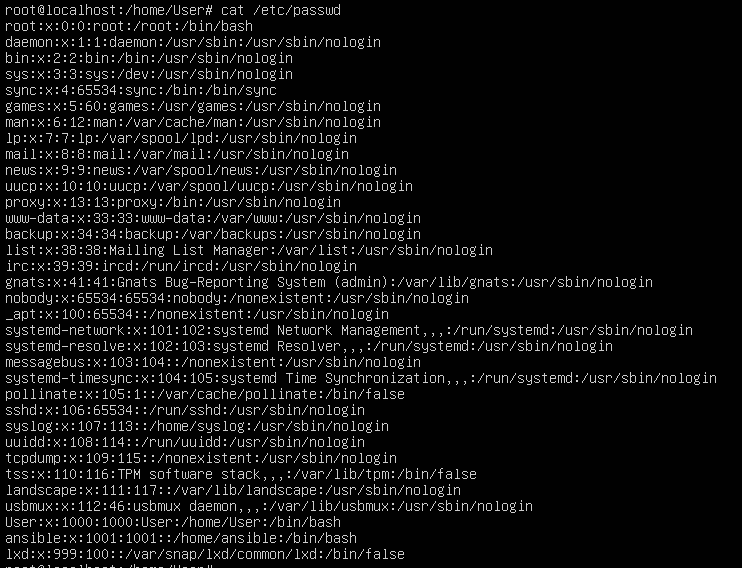 root@localhost:/home/User# cat /etc/passwd
root:x:0:0:root:/root:/bin/bash
daemon:x:1:1:daemon:/usr/sbin:/usr/sbin/nologin
bin:x:2:2:bin:/bin:/usr/sbin/nologin
sys:x:3:3:sys:/dev:/usr/sbin/nologin
sync:x:4:65534:sync:/bin:/bin/sync
games:x:5:60:games:/usr/games:/usr/sbin/nologin
man:x:6:12:man:/var/cache/man:/usr/sbin/nologin
lp:x:7:7:lp:/var/spool/lpd:/usr/sbin/nologin
mail:x:8:8:mail:/var/mail:/usr/sbin/nologin
news:x:9:9:news:/var/spool/news:/usr/sbin/nologin
uucp:x:10:10:uucp:/var/spool/uucp:/usr/sbin/nologin
proxy:x:13:13:proxy:/bin:/usr/sbin/nologin
www-data:x:33:33:www-data:/var/www:/usr/sbin/nologin
backup:x:34:34:backup:/var/backups:/usr/sbin/nologin
list:x:38:38:Mailing List Manager:/var/list:/usr/sbin/nologin
irc:x:39:39:ircd:/run/ircd:/usr/sbin/nologin
gnats:x:41:41:Gnats Bug-Reporting System (admin):/var/lib/gnats:/usr/sbin/nologin
nobody:x:65534:65534:nobody:/nonexistent:/usr/sbin/nologin
_apt:x:100:65534::/nonexistent:/usr/sbin/nologin
systemd-network:x:101:102:systemd Network Management,,,:/run/systemd:/usr/sbin/nologin
systemd-resolve:x:102:103:systemd Resolver,,,:/run/systemd:/usr/sbin/nologin
messagebus:x:103:104::/nonexistent:/usr/sbin/nologin
systemd-timesync:x:104:105:systemd Time Synchronization,,,:/run/systemd:/usr/sbin/nologin
pollinate:x:105:1::/var/cache/pollinate:/bin/false
sshd:x:106:65534::/run/sshd:/usr/sbin/nologin
syslog:x:107:113::/home/syslog:/usr/sbin/nologin
uuidd:x:108:114::/run/uuidd:/usr/sbin/nologin
tcpdump:x:109:115::/nonexistent:/usr/sbin/nologin
tss:x:110:116:TPM software stack,,,:/var/lib/tpm:/bin/false
landscape:x:111:117::/var/lib/landscape:/usr/sbin/nologin
usbmux:x:112:46:usbmux daemon,,,:/var/lib/usbmux:/usr/sbin/nologin
User:x:1000:1000:User:/home/User:/bin/bash
ansible:x:1001:1001::/home/ansible:/bin/bash
lxd:x:999:100::/var/snap/lxd/common/lxd:/bin/false
root@localhost:/home/User#